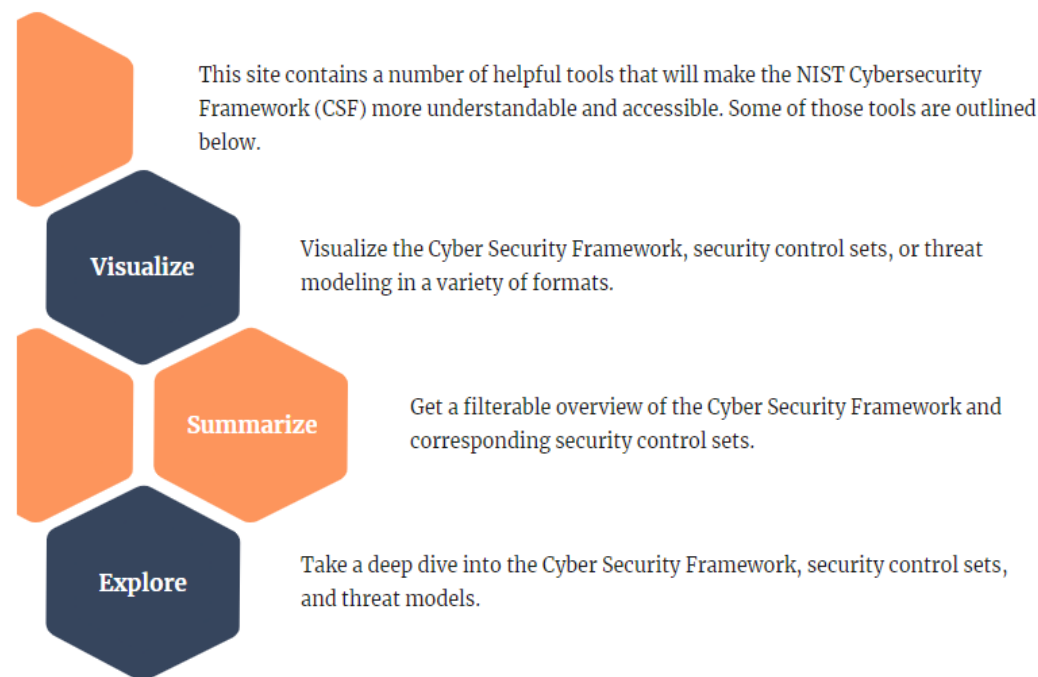 This site contains a number of helpful tools that will make the NIST Cybersecurity
Framework (CSF) more understandable and accessible. Some of those tools are outlined
below.
Visualize
Visualize the Cyber Security Framework, security control sets, or threat
modeling in a variety of formats.
Summarize
Get a filterable overview of the Cyber Security Framework and
corresponding security control sets.
Explore
Take a deep dive into the Cyber Security Framework, security control sets,
and threat models.